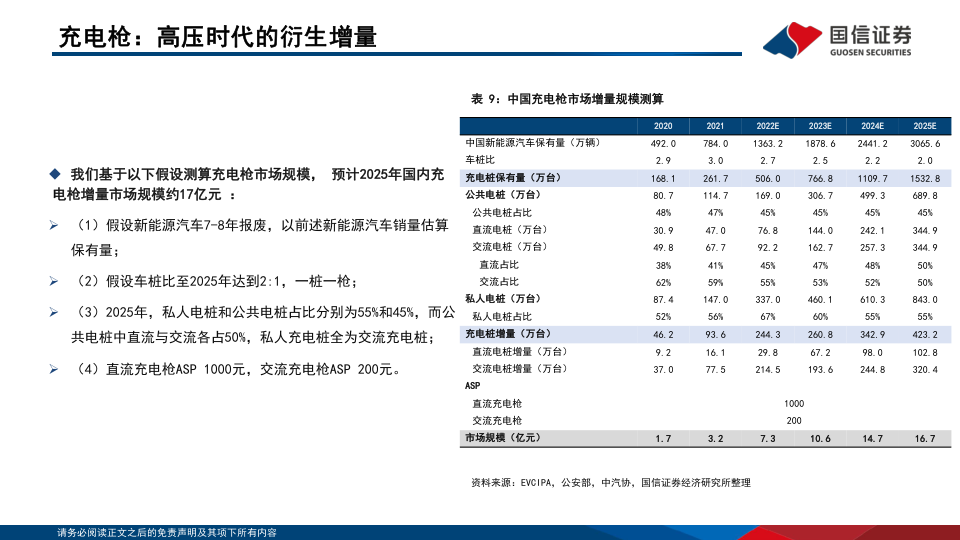 充电枪：高压时代的衍生增量
国信证券
GUOSEN SECURITIES
◆ 我们基于以下假设测算充电枪市场规模， 预计2025年国内充
电枪增量市场规模约17亿元 ：
（1）假设新能源汽车7-8年报废，以前述新能源汽车销量估算
保有量；
（2）假设车桩比至2025年达到2:1，一桩一枪；
（3）2025年，私人电桩和公共电桩占比分别为55%和45%，而公
共电桩中直流与交流各占50%，私人充电桩全为交流充电桩；
（4）直流充电枪ASP 1000元，交流充电枪ASP 200元。
表 9：中国充电枪市场增量规模测算
2020 2021 2022E 2023E 2024E 2025E
中国新能源汽车保有量（万辆） 492.0 784.0 1363.2 1878.6 2441.2 3065.6
车桩比 2.9 3.0 2.7 2.5 2.2 2.0
充电桩保有量（万台） 168.1 261.7 506.0 766.8 1109.7 1532.8
公共电桩（万台） 80.7 114.7 169.0 306.7 499.3 689.8
公共电桩占比 48% 47% 45% 45% 45% 45%
直流电桩（万台） 30.9 47.0 76.8 144.0 242.1 344.9
交流电桩（万台） 49.8 67.7 92.2 162.7 257.3 344.9
直流占比 38% 41% 45% 47% 48% 50%
交流占比 62% 59% 55% 53% 52% 50%
私人电桩（万台） 87.4 147.0 337.0 460.1 610.3 843.0
私人电桩占比 52% 56% 67% 60% 55% 55%
充电桩增量（万台） 46.2 93.6 244.3 260.8 342.9 423.2
直流电桩增量（万台） 9.2 16.1 29.8 67.2 98.0 102.8
交流电桩增量（万台） 37.0 77.5 214.5 193.6 244.8 320.4
ASP
直流充电枪 1000
交流充电枪 200
市场规模（亿元） 1.7 3.2 7.3 10.6 14.7 16.7
资料来源：EVCIPA，公安部，中汽协，国信证券经济研究所整理
请务必阅读正文之后的免责声明及其项下所有内容